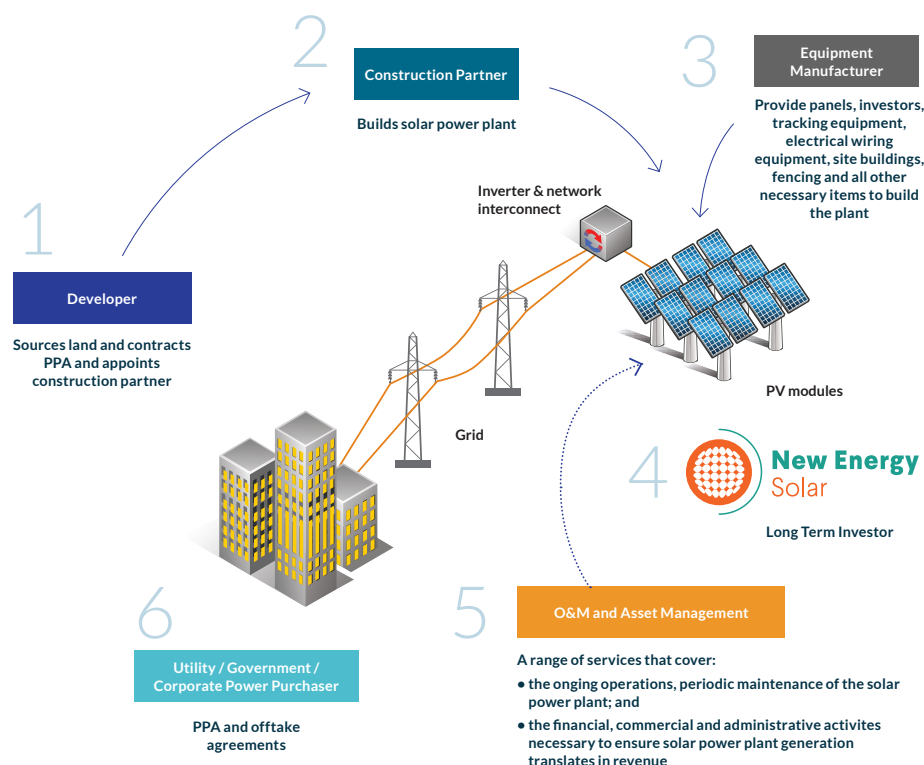 1
Developer
Sources land and contracts
PPA and appoints
construction partner
2
Construction Partner
Builds solar power plant
3
Equipment
Manufacturer
Provide panels, investors,
tracking equipment,
electrical wiring
equipment, site buildings,
fencing and all other
necessary items to build
the plant
Inverter & network
interconnect
PV modules
Grid
4
New Energy
Solar
Long Term Investor
5
O&M and Asset Management
A range of services that cover:
• the onging operations, periodic maintenance of the solar
power plant; and
• the financial, commercial and administrative activites
necessary to ensure solar power plant generation
translates in revenue
6
Utility / Government /
Corporate Power Purchaser
PPA and offtake
agreements